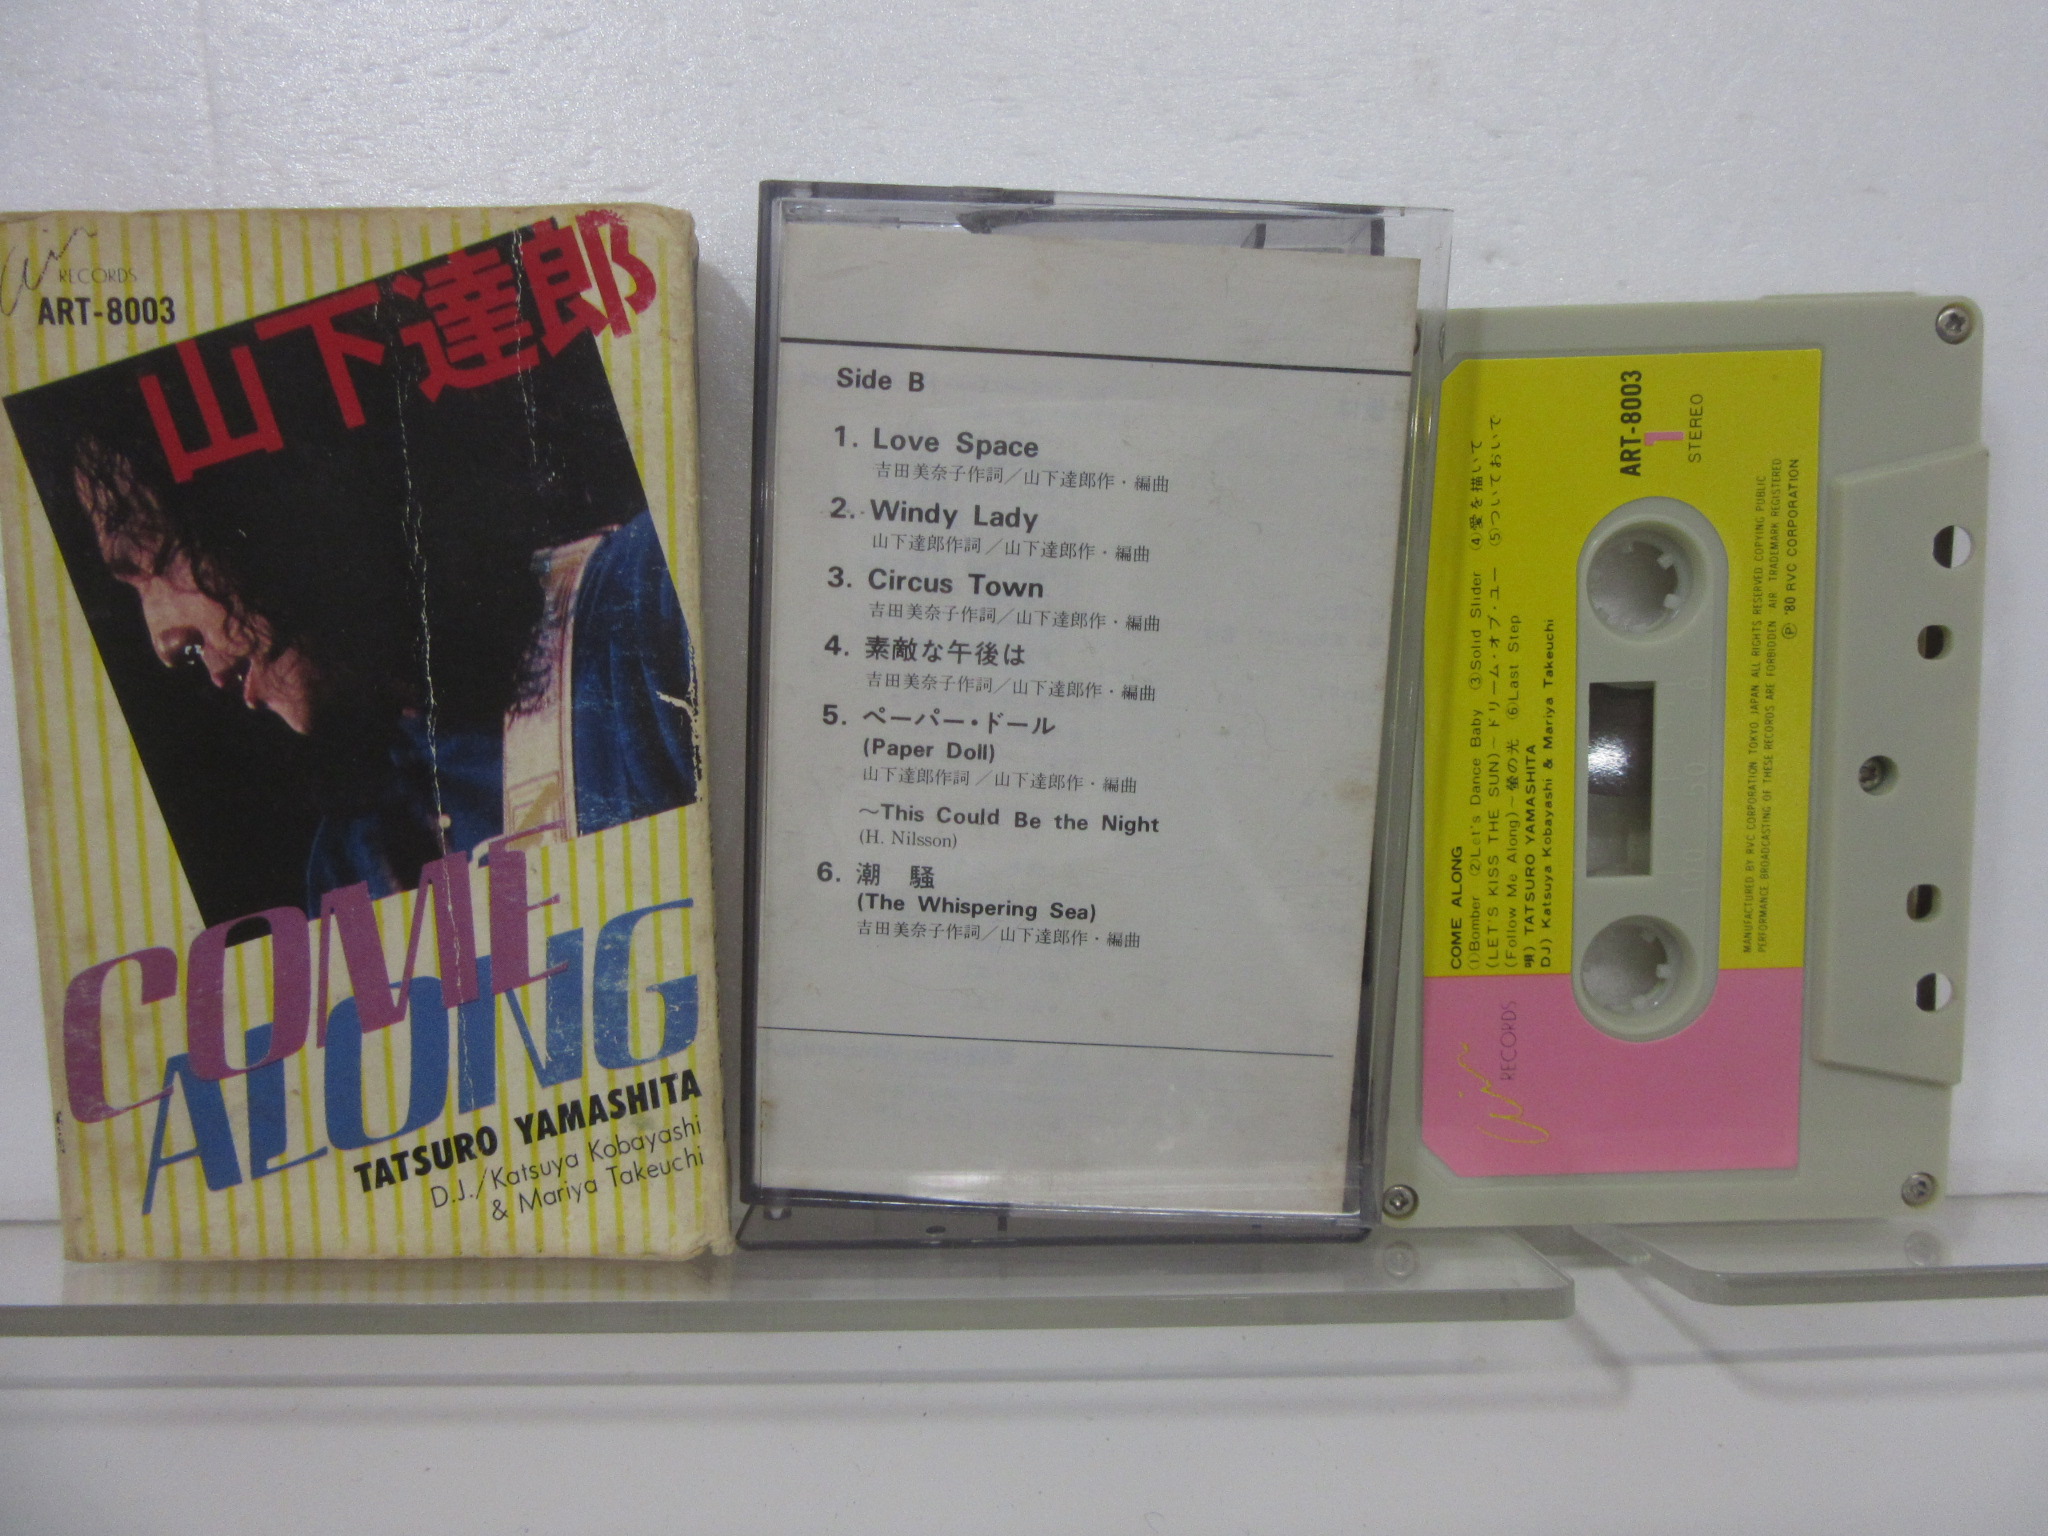 air RECORDS
ART-8003
山下達郎
COME
ALONG
TATSURO YAMASHITA
D.J./Katsuya Kobayashi
& Mariya Takeuchi
Side B
1. Love Space
吉田美奈子作詞／山下達郎作・編曲
2. Windy Lady
山下達郎作詞／山下達郎作・編曲
3. Circus Town
吉田美奈子作詞／山下達郎作・編曲
4. 素敵な午後は
吉田美奈子作詞／山下達郎作・編曲
5. ペーパー・ドール
(Paper Doll)
山下達郎作詞／山下達郎作・編曲
～This Could Be the Night
(H. Nilsson)
6. 潮 騒
(The Whispering Sea)
吉田美奈子作詞／山下達郎作・編曲
air RECORDS
COME ALONG
①Bomber ②Let's Dance Baby ③Solid Slider ④愛を描いて
(LET'S KISS THE SUN)～ドリーム・オブ・ユー ⑤ついておいで
(Follow Me Along)～螢の光 ⑥Last Step
唄) TATSURO YAMASHITA
DJ) Katsuya Kobayashi & Mariya Takeuchi
ART-8003
1
STEREO
MANUFACTURED BY RVC CORPORATION TOKYO JAPAN ALL RIGHTS RESERVED COPYING PUBLIC
PERFORMANCE BROADCASTING OF THESE RECORDS ARE FORBIDDEN AIR TRADEMARK REGISTERED
Ⓟ '80 RVC CORPORATION